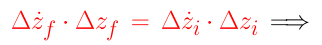 Δż_f · Δz_f = Δż_i · Δz_i ⟹